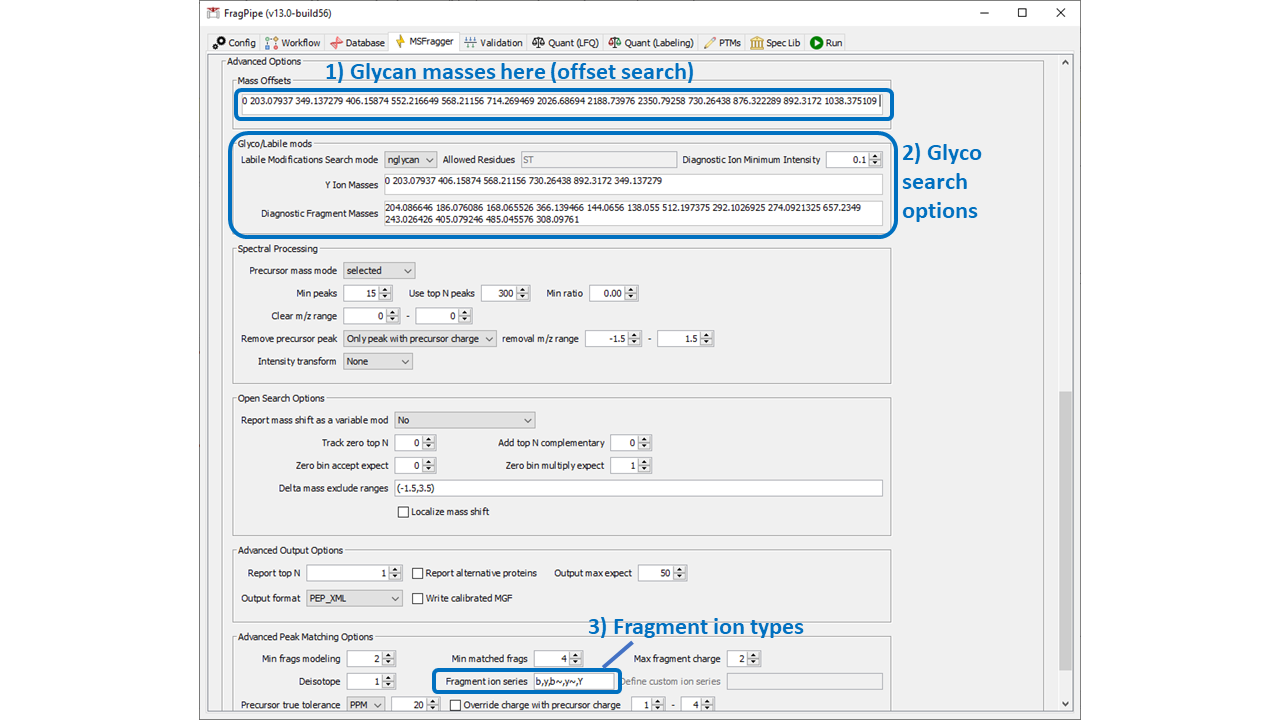 FragPipe (v13.0-build56)
Config Workflow Database MSFragger Validation Quant (LFQ) Quant (Labeling) PTMs Spec Lib Run
Advanced Options
1) Glycan masses here (offset search)
Mass Offsets
0 203.07937 349.137279 406.15874 552.216649 568.21156 714.269469 2026.68694 2188.73976 2350.79258 730.26438 876.322289 892.3172 1038.375109
Glyco/Labile mods
Labile Modifications Search mode nglycan Allowed Residues ST Diagnostic Ion Minimum Intensity 0.1
2) Glyco
search
options
Y Ion Masses 0 203.07937 406.15874 568.21156 730.26438 892.3172 349.137279
Diagnostic Fragment Masses 204.086646 186.076086 168.065526 366.139466 144.0656 138.055 512.197375 292.1026925 274.0921325 657.2349
243.026426 405.079246 485.045576 308.09761
Spectral Processing
Precursor mass mode selected
Min peaks 15 Use top N peaks 300 Min ratio 0.00
Clear m/z range 0 - 0
Remove precursor peak Only peak with precursor charge removal m/z range -1.5 - 1.5
Intensity transform None
Open Search Options
Report mass shift as a variable mod No
Track zero top N 0 Add top N complementary 0
Zero bin accept expect 0 Zero bin multiply expect 1
Delta mass exclude ranges (-1.5,3.5)
Localize mass shift
Advanced Output Options
Report top N 1 Report alternative proteins Output max expect 50
Output format PEP_XML Write calibrated MGF
3) Fragment ion types
Advanced Peak Matching Options
Min frags modeling 2 Min matched frags 4 Max fragment charge 2
Deisotope 1 Fragment ion series b,y,b~,y~,Y Define custom ion series
Precursor true tolerance PPM 20 Override charge with precursor charge 1 - 4